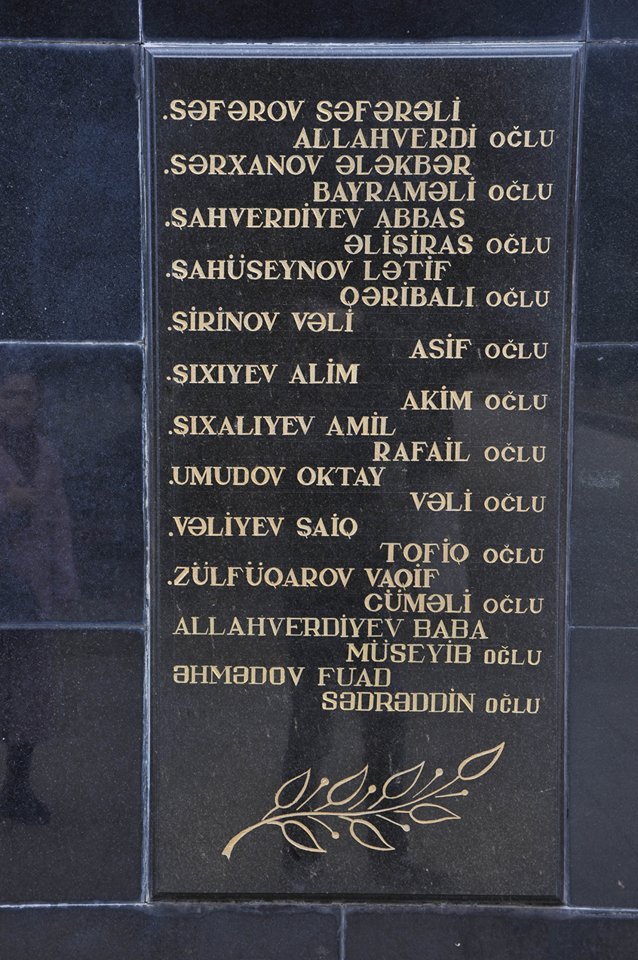 .SƏFƏROV SƏFƏRƏLİ
ALLAHVERDİ OĞLU
.SƏRXANOV ƏLƏKBƏR
BAYRAMƏLİ OĞLU
.ŞAHVERDİYEV ABBAS
ƏLİŞİRAS OĞLU
.ŞAHÜSEYNOV LƏTİF
QƏRİBALI OĞLU
.ŞİRİNOV VƏLİ
ASİF OĞLU
.ŞIXIYEV ALİM
AKİM OĞLU
.ŞIXALIYEV AMİL
RAFAİL OĞLU
.UMUDOV OKTAY
VƏLİ OĞLU
.VƏLİYEV ŞAİQ
TOFİQ OĞLU
.ZÜLFÜQAROV VAQİF
CÜMƏLİ OĞLU
ALLAHVERDİYEV BABA
MÜSEYİB OĞLU
ƏHMƏDOV FUAD
SƏDRƏDDİN OĞLU